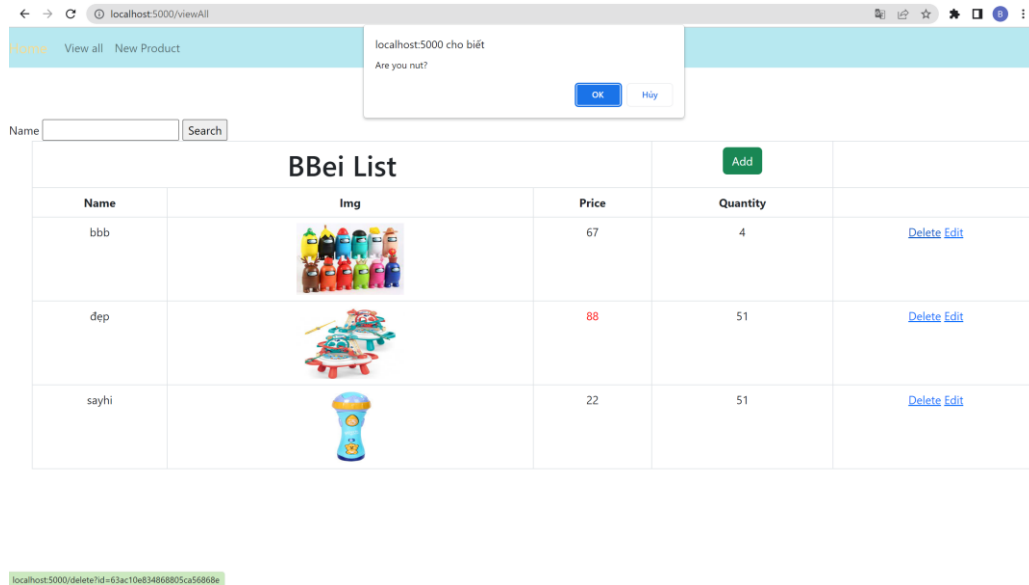 localhost:5000/viewAll
B
View all New Product
localhost:5000 cho biết
Are you nut?
OK Hủy
Name Search
BBei List Add
Name Img Price Quantity
bbb 67 4 Delete Edit
đẹp 88 51 Delete Edit
sayhi 22 51 Delete Edit
localhost:5000/delete?id=63ac10e834868805ca56868e